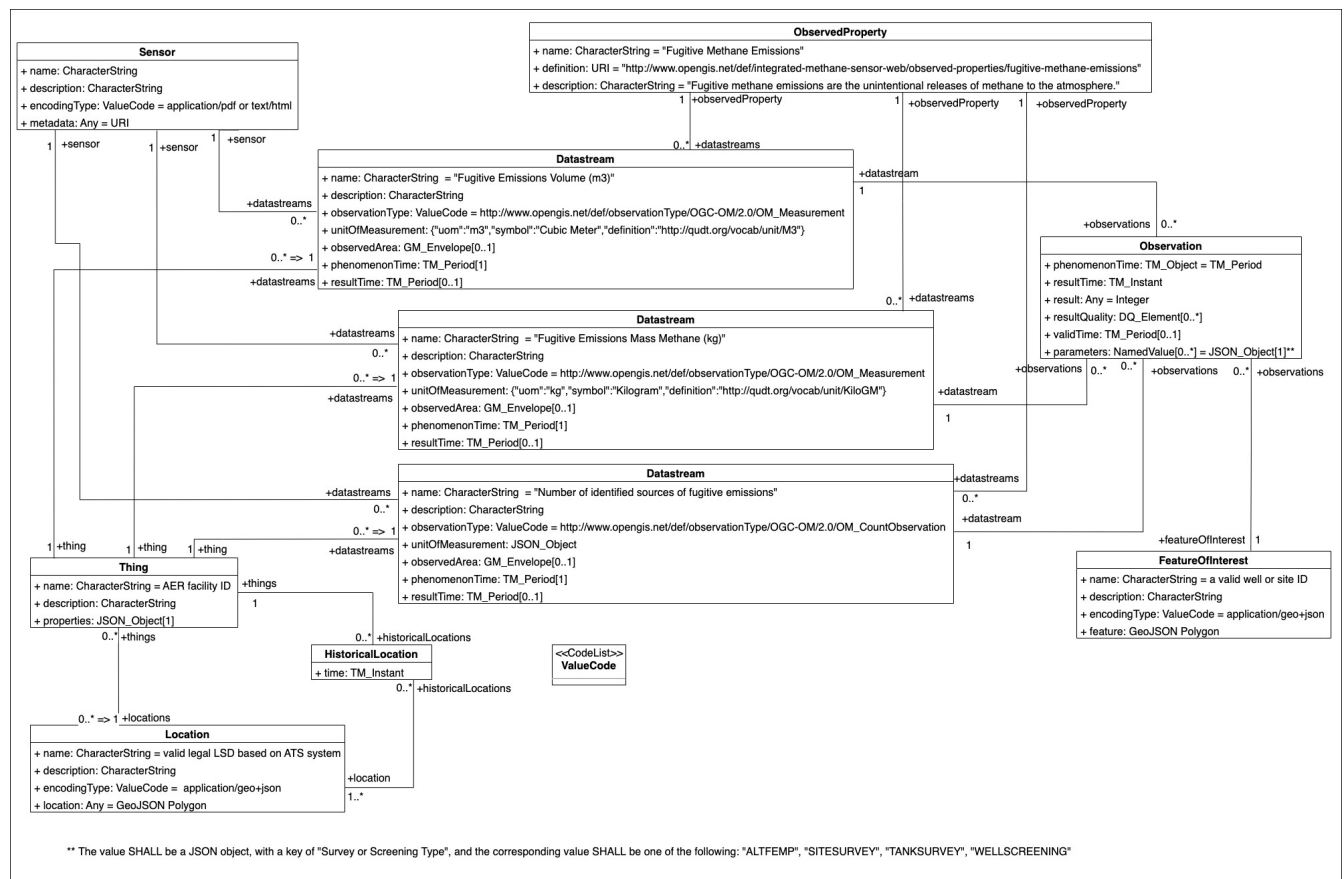 ObservedProperty
+ name: CharacterString = "Fugitive Methane Emissions"
+ definition: URI = "http://www.opengis.net/def/integrated-methane-sensor-web/observed-properties/fugitive-methane-emissions"
+ description: CharacterString = "Fugitive methane emissions are the unintentional releases of methane to the atmosphere."
Sensor
+ name: CharacterString
+ description: CharacterString
+ encodingType: ValueCode = application/pdf or text/html
+ metadata: Any = URI
1 +sensor
1 +sensor
1 +sensor
1 +observedProperty
1 +observedProperty
1 +observedProperty
0..* +datastreams
Datastream
+ name: CharacterString = "Fugitive Emissions Volume (m3)"
+ description: CharacterString
+ observationType: ValueCode = http://www.opengis.net/def/observationType/OGC-OM/2.0/OM_Measurement
+ unitOfMeasurement: {"uom":"m3","symbol":"Cubic Meter","definition":"http://qudt.org/vocab/unit/M3"}
+ observedArea: GM_Envelope[0..1]
+ phenomenonTime: TM_Period[1]
+ resultTime: TM_Period[0..1]
+datastreams
0..*
0..* => 1
+datastreams
+datastream
1
+observations 0..*
Observation
+ phenomenonTime: TM_Object = TM_Period
+ resultTime: TM_Instant
+ result: Any = Integer
+ resultQuality: DQ_Element[0..*]
+ validTime: TM_Period[0..1]
+ parameters: NamedValue[0..*] = JSON_Object[1]**
+observations 0..*
0..* +observations
0..* +observations
0..* +datastreams
Datastream
+ name: CharacterString = "Fugitive Emissions Mass Methane (kg)"
+ description: CharacterString
+ observationType: ValueCode = http://www.opengis.net/def/observationType/OGC-OM/2.0/OM_Measurement
+ unitOfMeasurement: {"uom":"kg","symbol":"Kilogram","definition":"http://qudt.org/vocab/unit/KiloGM"}
+ observedArea: GM_Envelope[0..1]
+ phenomenonTime: TM_Period[1]
+ resultTime: TM_Period[0..1]
+datastreams
0..*
0..* => 1
+datastreams
+datastream
1
Datastream
+ name: CharacterString = "Number of identified sources of fugitive emissions"
+ description: CharacterString
+ observationType: ValueCode = http://www.opengis.net/def/observationType/OGC-OM/2.0/OM_CountObservation
+ unitOfMeasurement: JSON_Object
+ observedArea: GM_Envelope[0..1]
+ phenomenonTime: TM_Period[1]
+ resultTime: TM_Period[0..1]
+datastreams
0..*
0..* => 1
+datastreams
+datastreams
0..*
+datastream
1
+featureOfInterest 1
FeatureOfInterest
+ name: CharacterString = a valid well or site ID
+ description: CharacterString
+ encodingType: ValueCode = application/geo+json
+ feature: GeoJSON Polygon
1 +thing
1 +thing
1 +thing
Thing
+ name: CharacterString = AER facility ID
+ description: CharacterString
+ properties: JSON_Object[1]
+things
1
0..* +things
0..* +historicalLocations
HistoricalLocation
+ time: TM_Instant
0..* +historicalLocations
<<CodeList>>
ValueCode
0..* => 1 +locations
Location
+ name: CharacterString = valid legal LSD based on ATS system
+ description: CharacterString
+ encodingType: ValueCode = application/geo+json
+ location: Any = GeoJSON Polygon
+location
1..*
** The value SHALL be a JSON object, with a key of "Survey or Screening Type", and the corresponding value SHALL be one of the following: "ALTFEMP", "SITESURVEY", "TANKSURVEY", "WELLSCREENING"